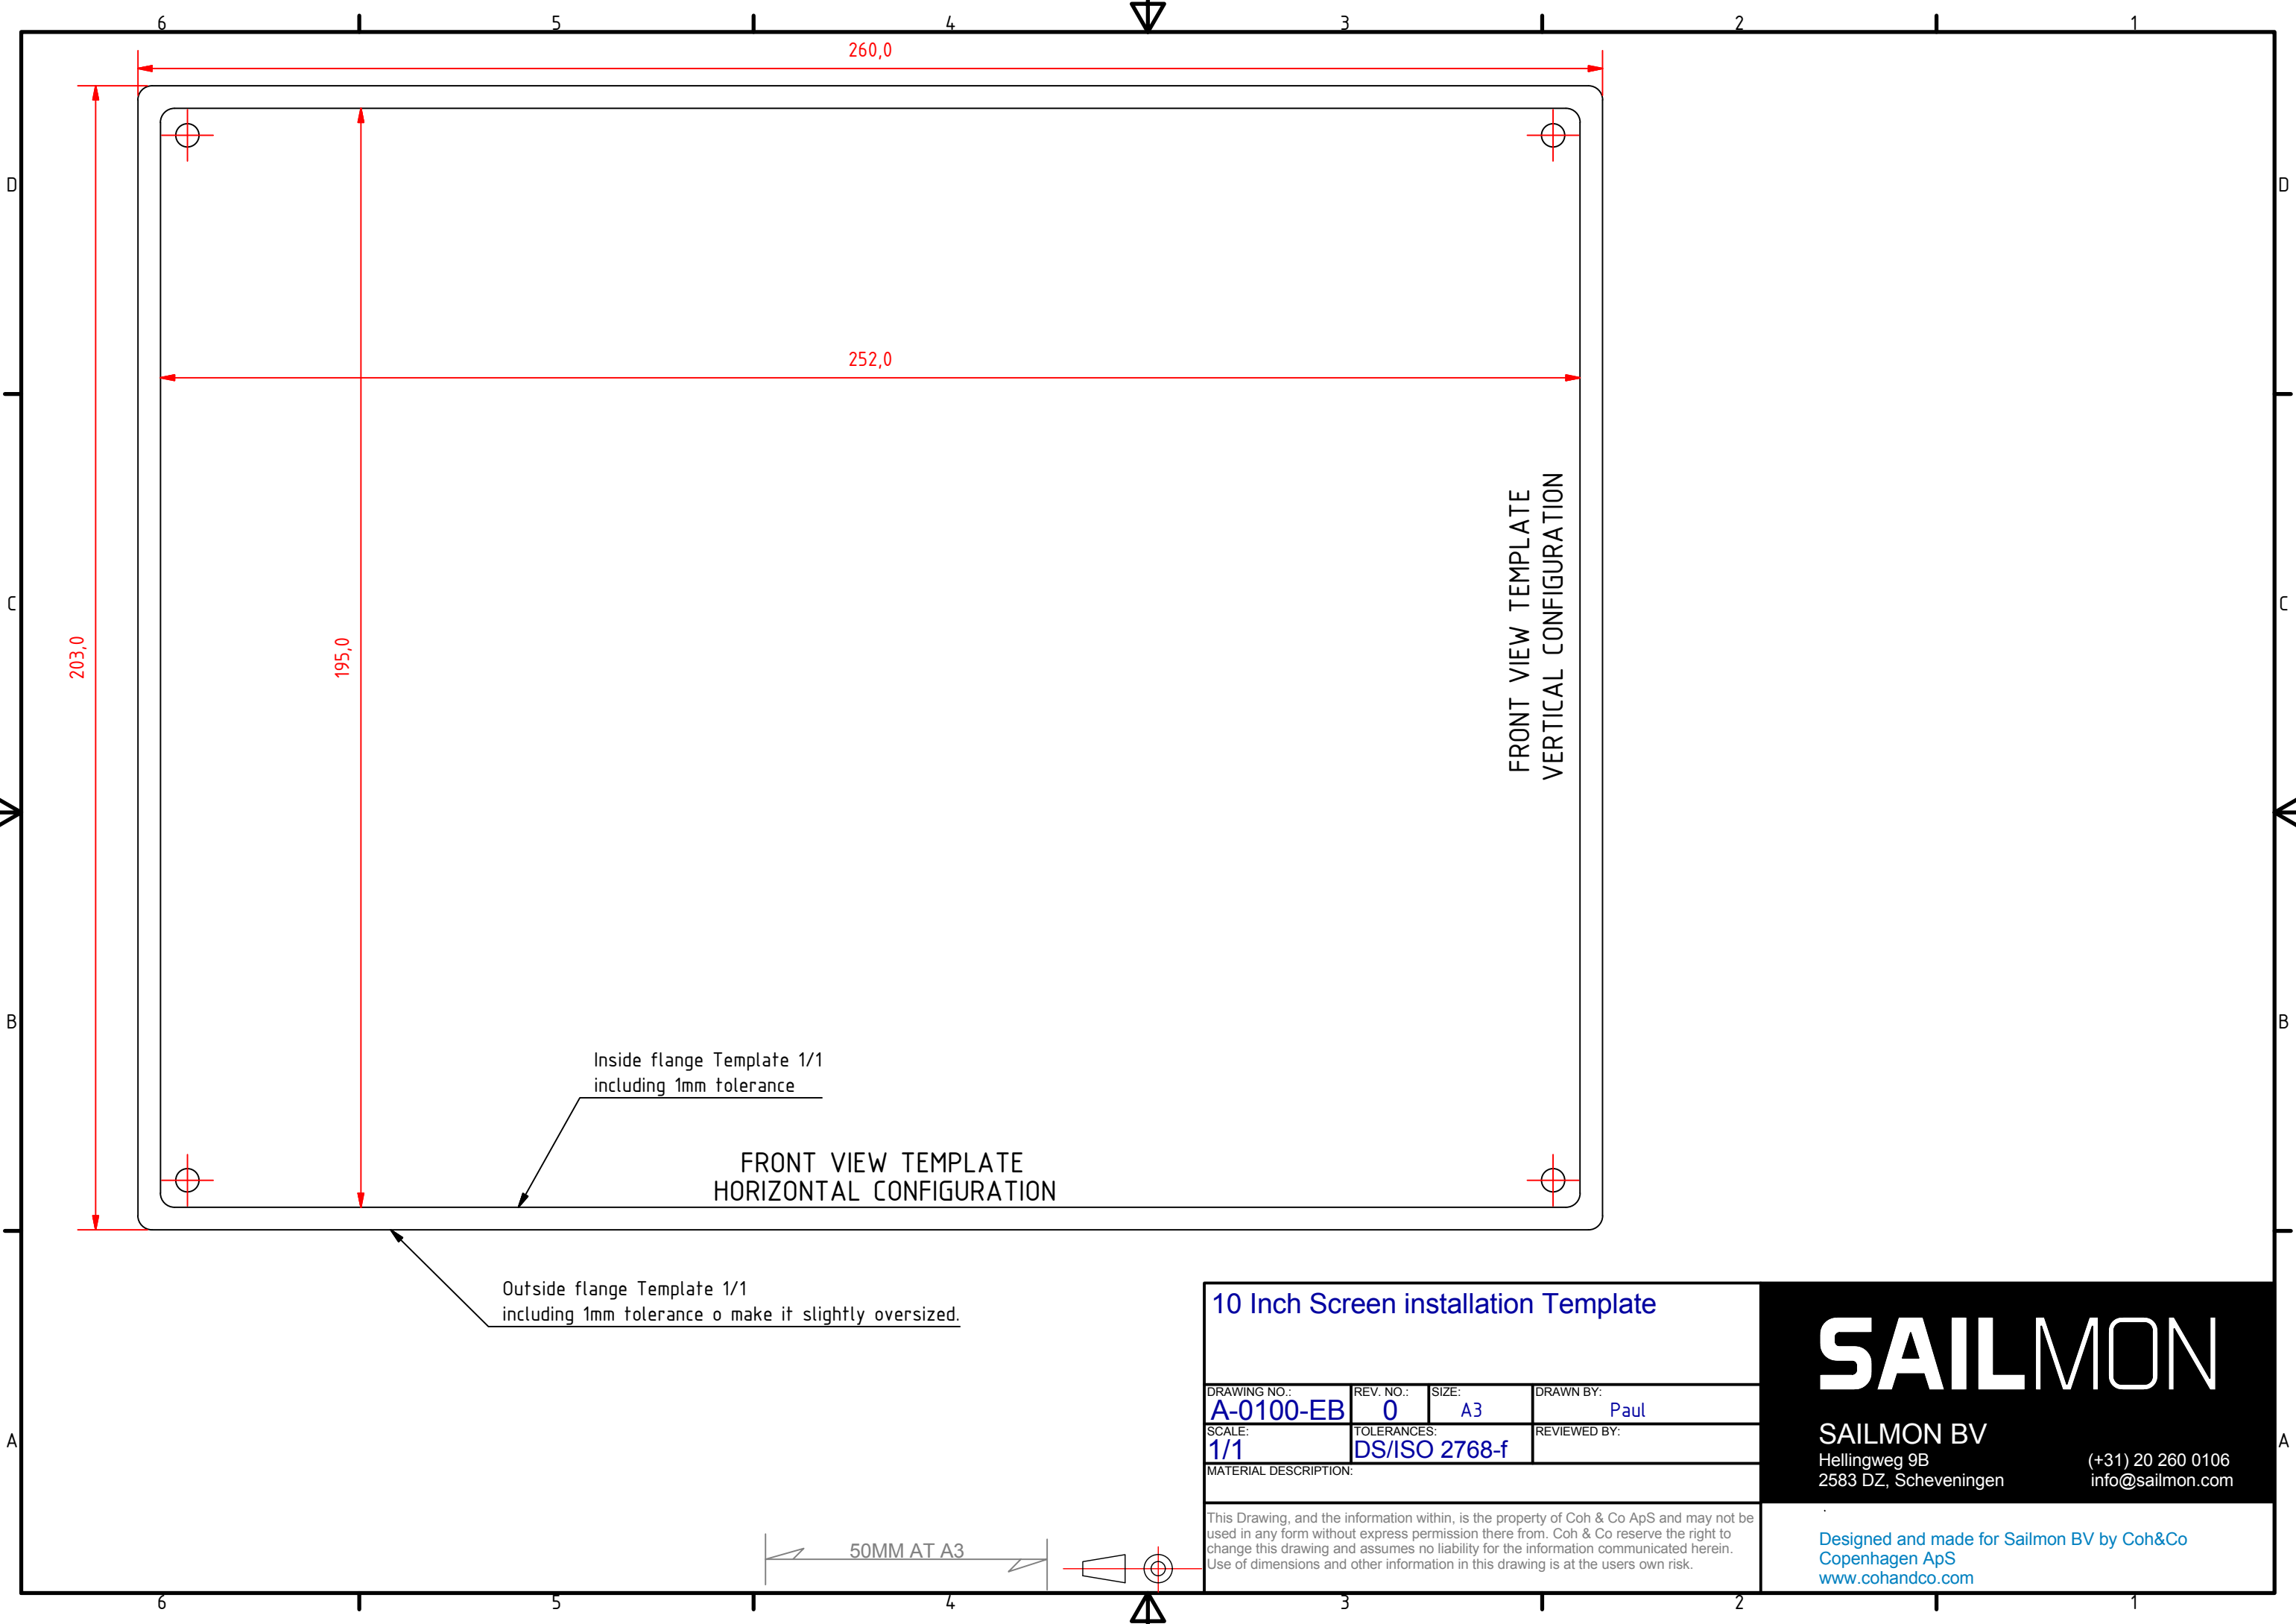 6 5 4 3 2 1
260,0
D D
252,0
FRONT VIEW TEMPLATE
VERTICAL CONFIGURATION
C C
203,0
195,0
B B
Inside flange Template 1/1
including 1mm tolerance
FRONT VIEW TEMPLATE
HORIZONTAL CONFIGURATION
Outside flange Template 1/1
including 1mm tolerance o make it slightly oversized.
10 Inch Screen installation Template
DRAWING NO.: REV. NO.: SIZE: DRAWN BY:
A-0100-EB 0 A3 Paul
SCALE: TOLERANCES: REVIEWED BY:
1/1 DS/ISO 2768-f
MATERIAL DESCRIPTION:
This Drawing, and the information within, is the property of Coh & Co ApS and may not be
used in any form without express permission there from. Coh & Co reserve the right to
change this drawing and assumes no liability for the information communicated herein.
Use of dimensions and other information in this drawing is at the users own risk.
SAILMON
SAILMON BV
Hellingweg 9B (+31) 20 260 0106
2583 DZ, Scheveningen info@sailmon.com
Designed and made for Sailmon BV by Coh&Co
Copenhagen ApS
www.cohandco.com
A A
50MM AT A3
6 5 4 3 2 1